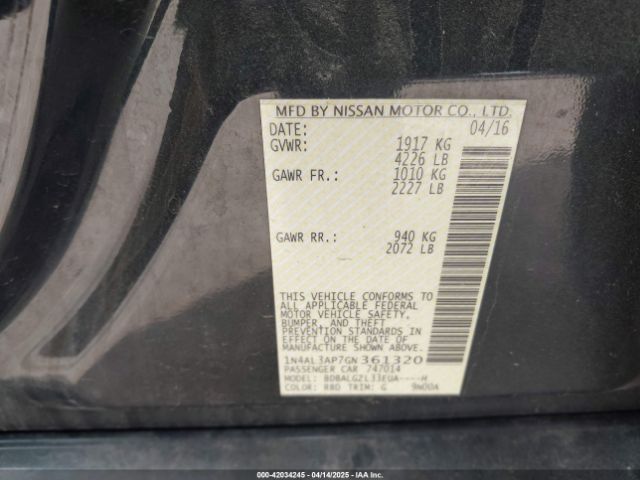 MFD BY NISSAN MOTOR CO., LTD.
DATE: 04/16
GVWR: 1917 KG
4226 LB
GAWR FR.: 1010 KG
2227 LB
GAWR RR.: 940 KG
2072 LB
THIS VEHICLE CONFORMS TO
ALL APPLICABLE FEDERAL
MOTOR VEHICLE SAFETY,
BUMPER, AND THEFT
PREVENTION STANDARDS IN
EFFECT ON THE DATE OF
MANUFACTURE SHOWN ABOVE.
1N4AL3AP7GN361320
PASSENGER CAR 747014
MODEL: BDBALGZL33EUA----H
COLOR: RBD TRIM: G 9N00A
000-42034245 - 04/14/2025 - © IAA Inc.